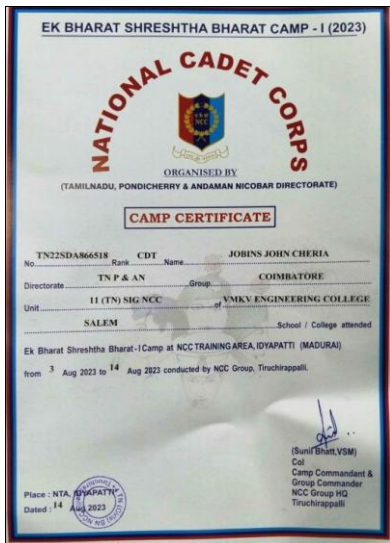 EK BHARAT SHRESHTHA BHARAT CAMP - I (2023)
NATIONAL CADET CORPS
NCC
ORGANISED BY
(TAMILNADU, PONDICHERRY & ANDAMAN NICOBAR DIRECTORATE)
CAMP CERTIFICATE
No. TN22SDA866518 Rank CDT Name JOBINS JOHN CHERIA
Directorate TN P & AN Group COIMBATORE
Unit 11 (TN) SIG NCC of VMKV ENGINEERING COLLEGE
SALEM School / College attended
Ek Bharat Shreshtha Bharat-I Camp at NCC TRAINING AREA, IDYAPATTI (MADURAI)
from 3 Aug 2023 to 14 Aug 2023 conducted by NCC Group, Tiruchirappalli.
(Sunil Bhatt,VSM)
Col
Camp Commandant &
Group Commander
NCC Group HQ
Tiruchirappalli
Place : NTA, IDYAPATTI
Dated : 14 Aug 2023